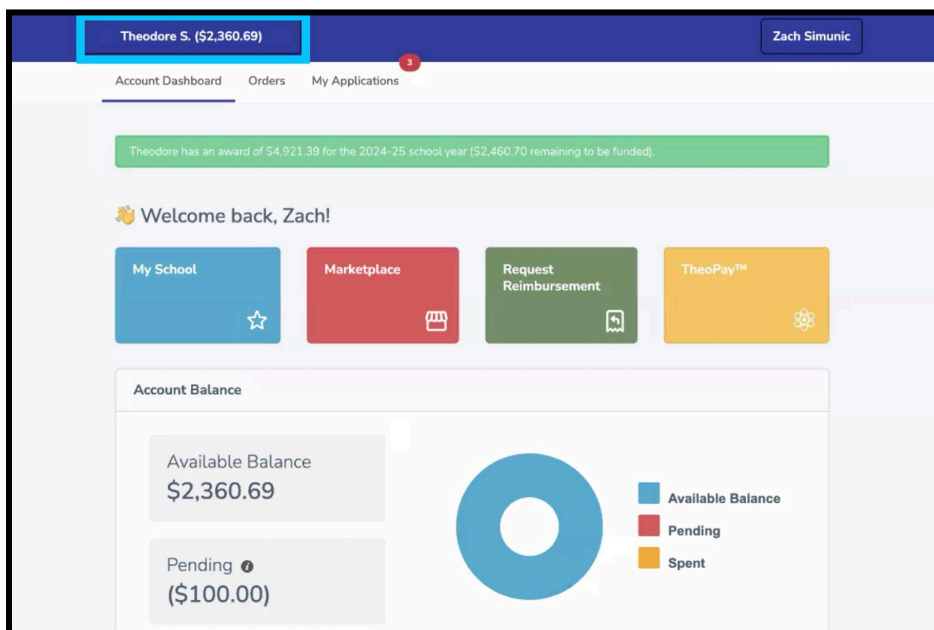 Theodore S. ($2,360.69)
Zach Simunic
Account Dashboard Orders My Applications 3
Theodore has an award of $4,921.39 for the 2024-25 school year ($2,460.70 remaining to be funded).
👋 Welcome back, Zach!
My School
Marketplace
Request
Reimbursement
TheoPay™
Account Balance
Available Balance
$2,360.69
Pending
($100.00)
Available Balance
Pending
Spent